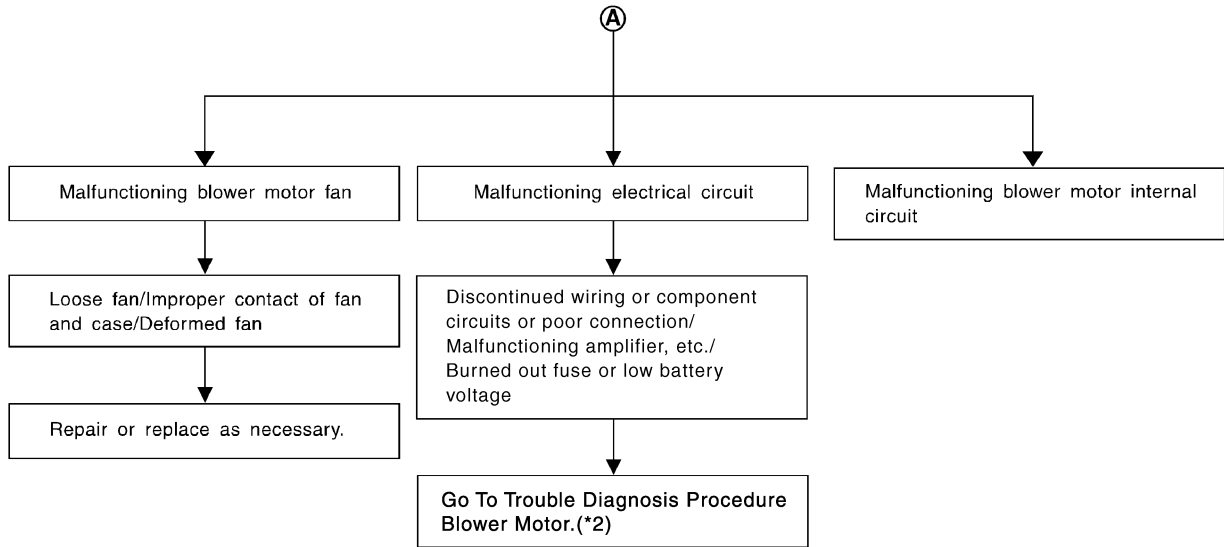 A
Malfunctioning blower motor fan
Malfunctioning electrical circuit
Malfunctioning blower motor internal
circuit
Loose fan/Improper contact of fan
and case/Deformed fan
Discontinued wiring or component
circuits or poor connection/
Malfunctioning amplifier, etc./
Burned out fuse or low battery
voltage
Repair or replace as necessary.
Go To Trouble Diagnosis Procedure
Blower Motor.(*2)